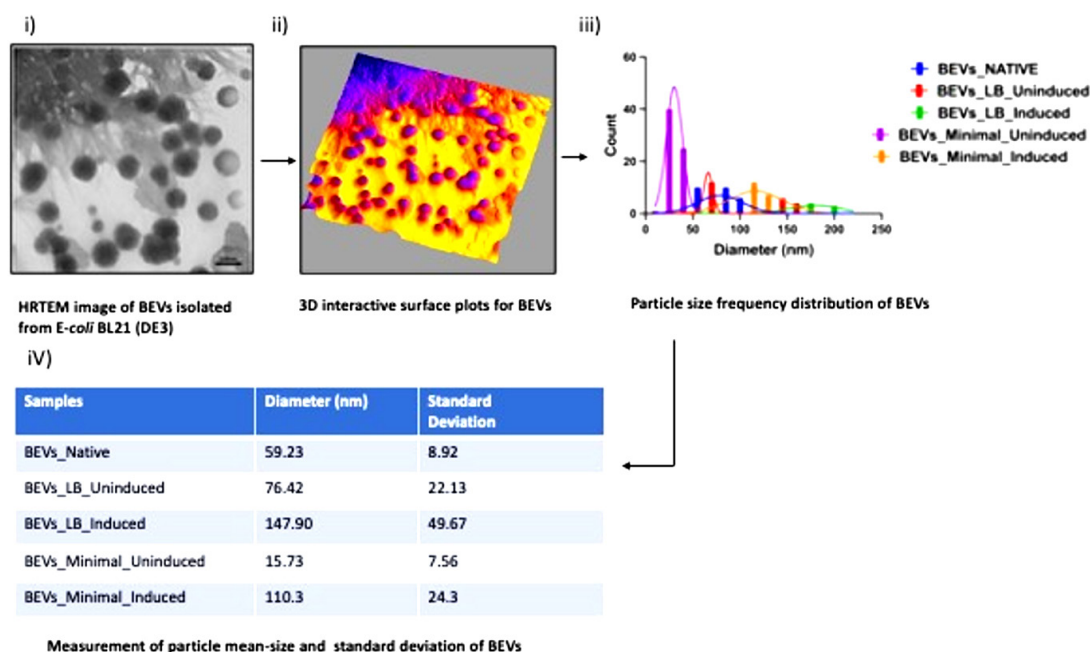 i)
ii)
iii)
60
40
20
0
Count
0 50 100 150 200 250
Diameter (nm)
BEVs_NATIVE
BEVs_LB_Uninduced
BEVs_LB_Induced
BEVs_Minimal_Uninduced
BEVs_Minimal_Induced
HRTEM image of BEVs isolated
from E-coli BL21 (DE3)
3D interactive surface plots for BEVs
Particle size frequency distribution of BEVs
iV)
Samples Diameter (nm) Standard
Deviation
BEVs_Native 59.23 8.92
BEVs_LB_Uninduced 76.42 22.13
BEVs_LB_Induced 147.90 49.67
BEVs_Minimal_Uninduced 15.73 7.56
BEVs_Minimal_Induced 110.3 24.3
Measurement of particle mean-size and standard deviation of BEVs